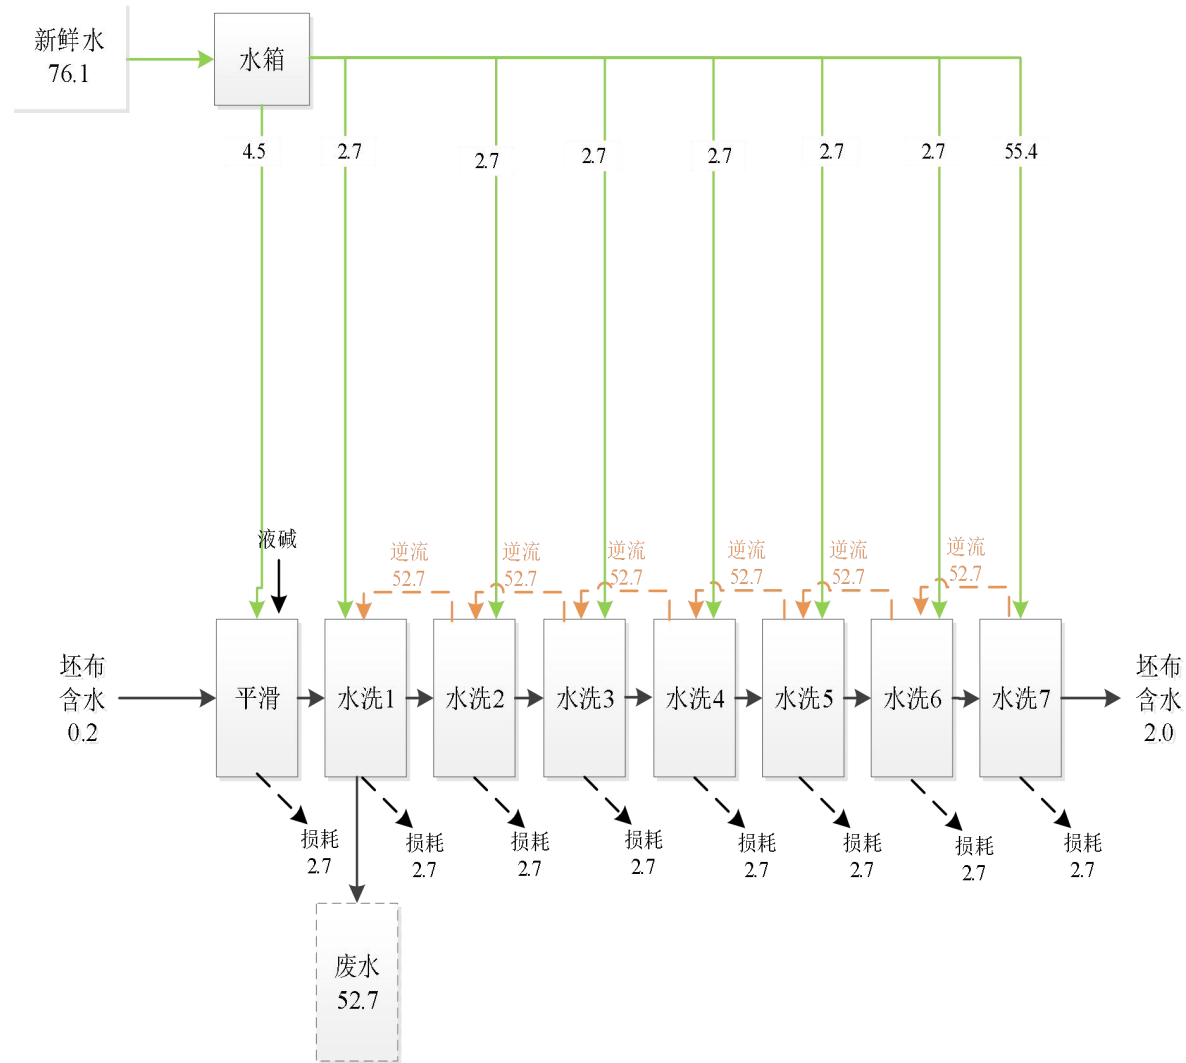 新鲜水
76.1
水箱
4.5
2.7
2.7
2.7
2.7
2.7
2.7
55.4
液碱
逆流
52.7
逆流
52.7
逆流
52.7
逆流
52.7
逆流
52.7
逆流
52.7
坯布
含水
0.2
平滑
水洗1
水洗2
水洗3
水洗4
水洗5
水洗6
水洗7
坯布
含水
2.0
损耗
2.7
损耗
2.7
损耗
2.7
损耗
2.7
损耗
2.7
损耗
2.7
损耗
2.7
损耗
2.7
废水
52.7